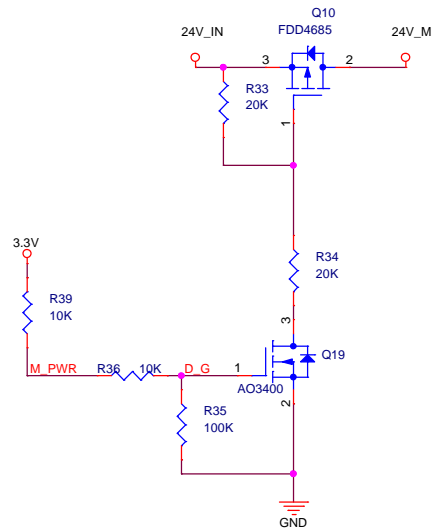 Q10
24V_IN
FDD4685
24V_M
3
2
R33
20K
1
3.3V
R34
20K
R39
10K
3
Q19
M_PWR
R36
10K
D_G
1
AO3400
2
R35
100K
GND